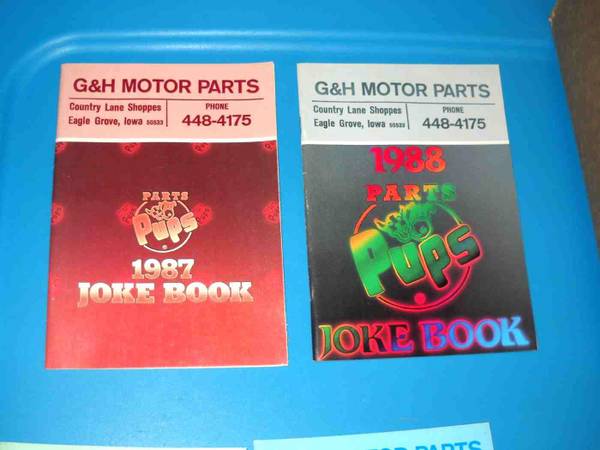 G&H MOTOR PARTS
Country Lane Shoppes
Eagle Grove, Iowa 50533
PHONE
448-4175
PARTS
Pups
1987
JOKE BOOK
G&H MOTOR PARTS
Country Lane Shoppes
Eagle Grove, Iowa 50533
PHONE
448-4175
1988
PARTS
Pups
JOKE BOOK
PARTS